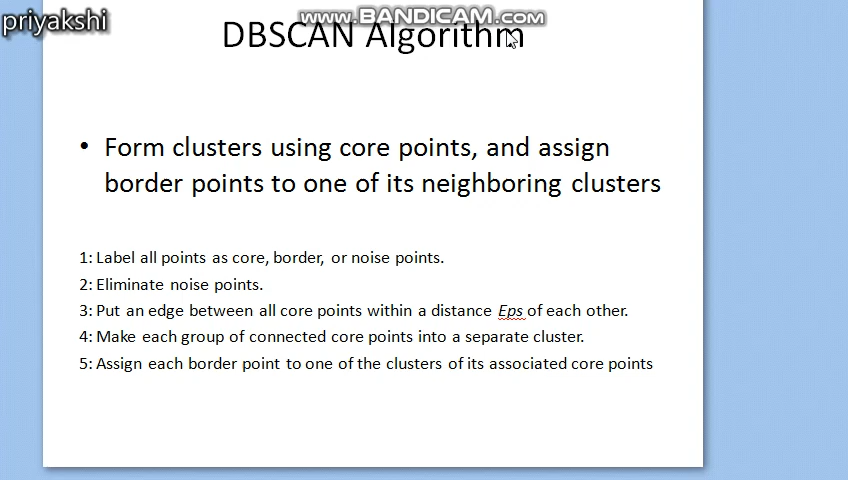 priyakshi
www.BANDICAM.com
DBSCAN Algorithm
• Form clusters using core points, and assign
border points to one of its neighboring clusters
1: Label all points as core, border, or noise points.
2: Eliminate noise points.
3: Put an edge between all core points within a distance Eps of each other.
4: Make each group of connected core points into a separate cluster.
5: Assign each border point to one of the clusters of its associated core points